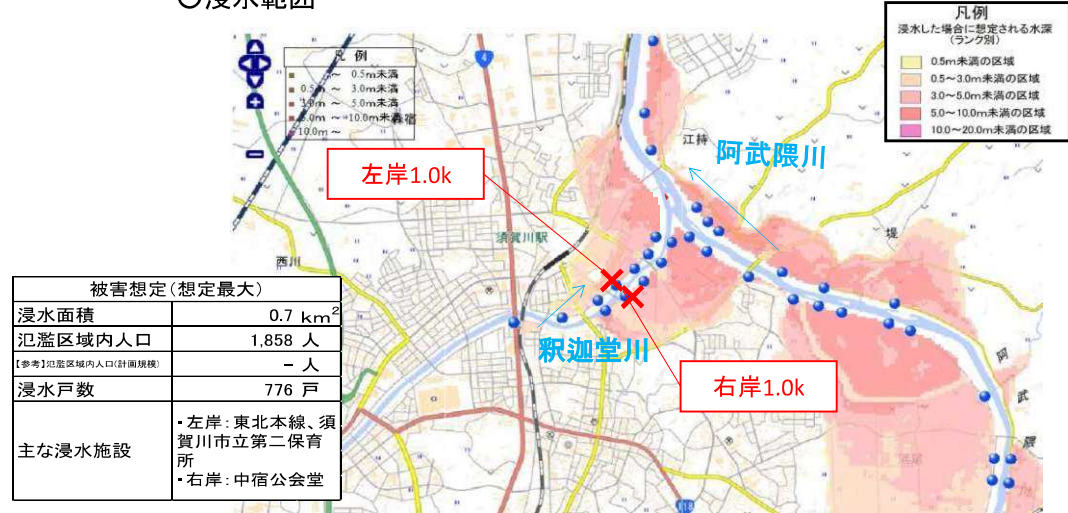 ○浸水範囲
凡例
浸水した場合に想定される水深
(ランク別)
0.5m未満の区域
0.5～3.0m未満の区域
3.0～5.0m未満の区域
5.0～10.0m未満の区域
10.0～20.0m未満の区域
凡 例
～ 0.5m未満
0.5m ～ 3.0m未満
3.0m ～ 5.0m未満
5.0m ～ 10.0m未満
10.0m ～
4
江持
阿武隈川
左岸1.0k
須賀川駅
堤
西川
釈迦堂川
右岸1.0k
阿
武
隈
118
被害想定(想定最大)
浸水面積 0.7 km²
氾濫区域内人口 1,858 人
【参考】氾濫区域内人口(計画規模) － 人
浸水戸数 776 戸
主な浸水施設
・左岸：東北本線、須
賀川市立第二保育
所
・右岸：中宿公会堂